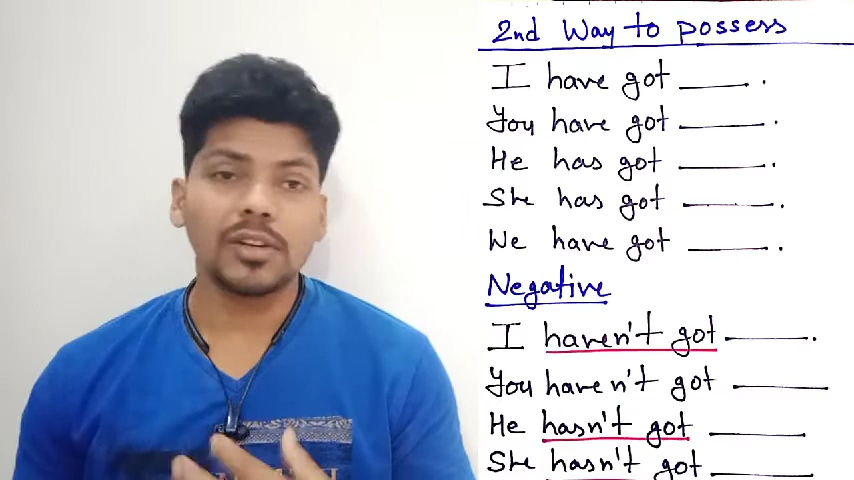 2nd Way to possess
I have got ______.
You have got ______.
He has got ______.
She has got ______.
We have got ______.
Negative
I haven't got ______.
You haven't got ______
He hasn't got ______
She hasn't got ______